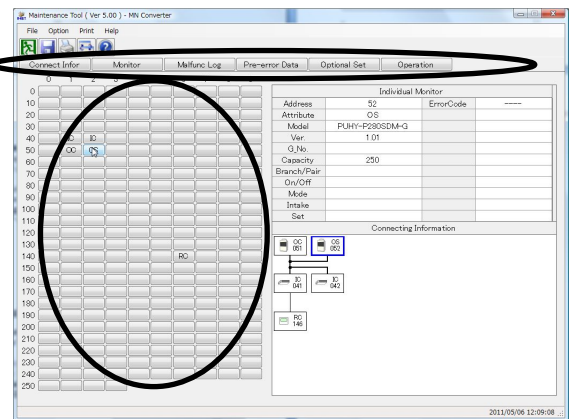 Maintenance Tool ( Ver 5.00 ) - MN Converter
File Option Print Help
Connect Infor Monitor Malfunc Log Pre-error Data Optional Set Operation
0 1 2
0
10
20
30
40 IC
50 OC OS
60
70
80
90
100
110
120
130
140 RC
150
160
170
180
190
200
210
220
230
240
250
Individual Monitor
Address 52 ErrorCode ----
Attribute OS
Model PUHY-P280SDM-G
Ver. 1.01
G_No.
Capacity 250
Branch/Pair
On/Off
Mode
Intake
Set
Connecting Information
OC 051 OS 052
IC 041 IC 042
RC 146
2011/05/06 12:09:08